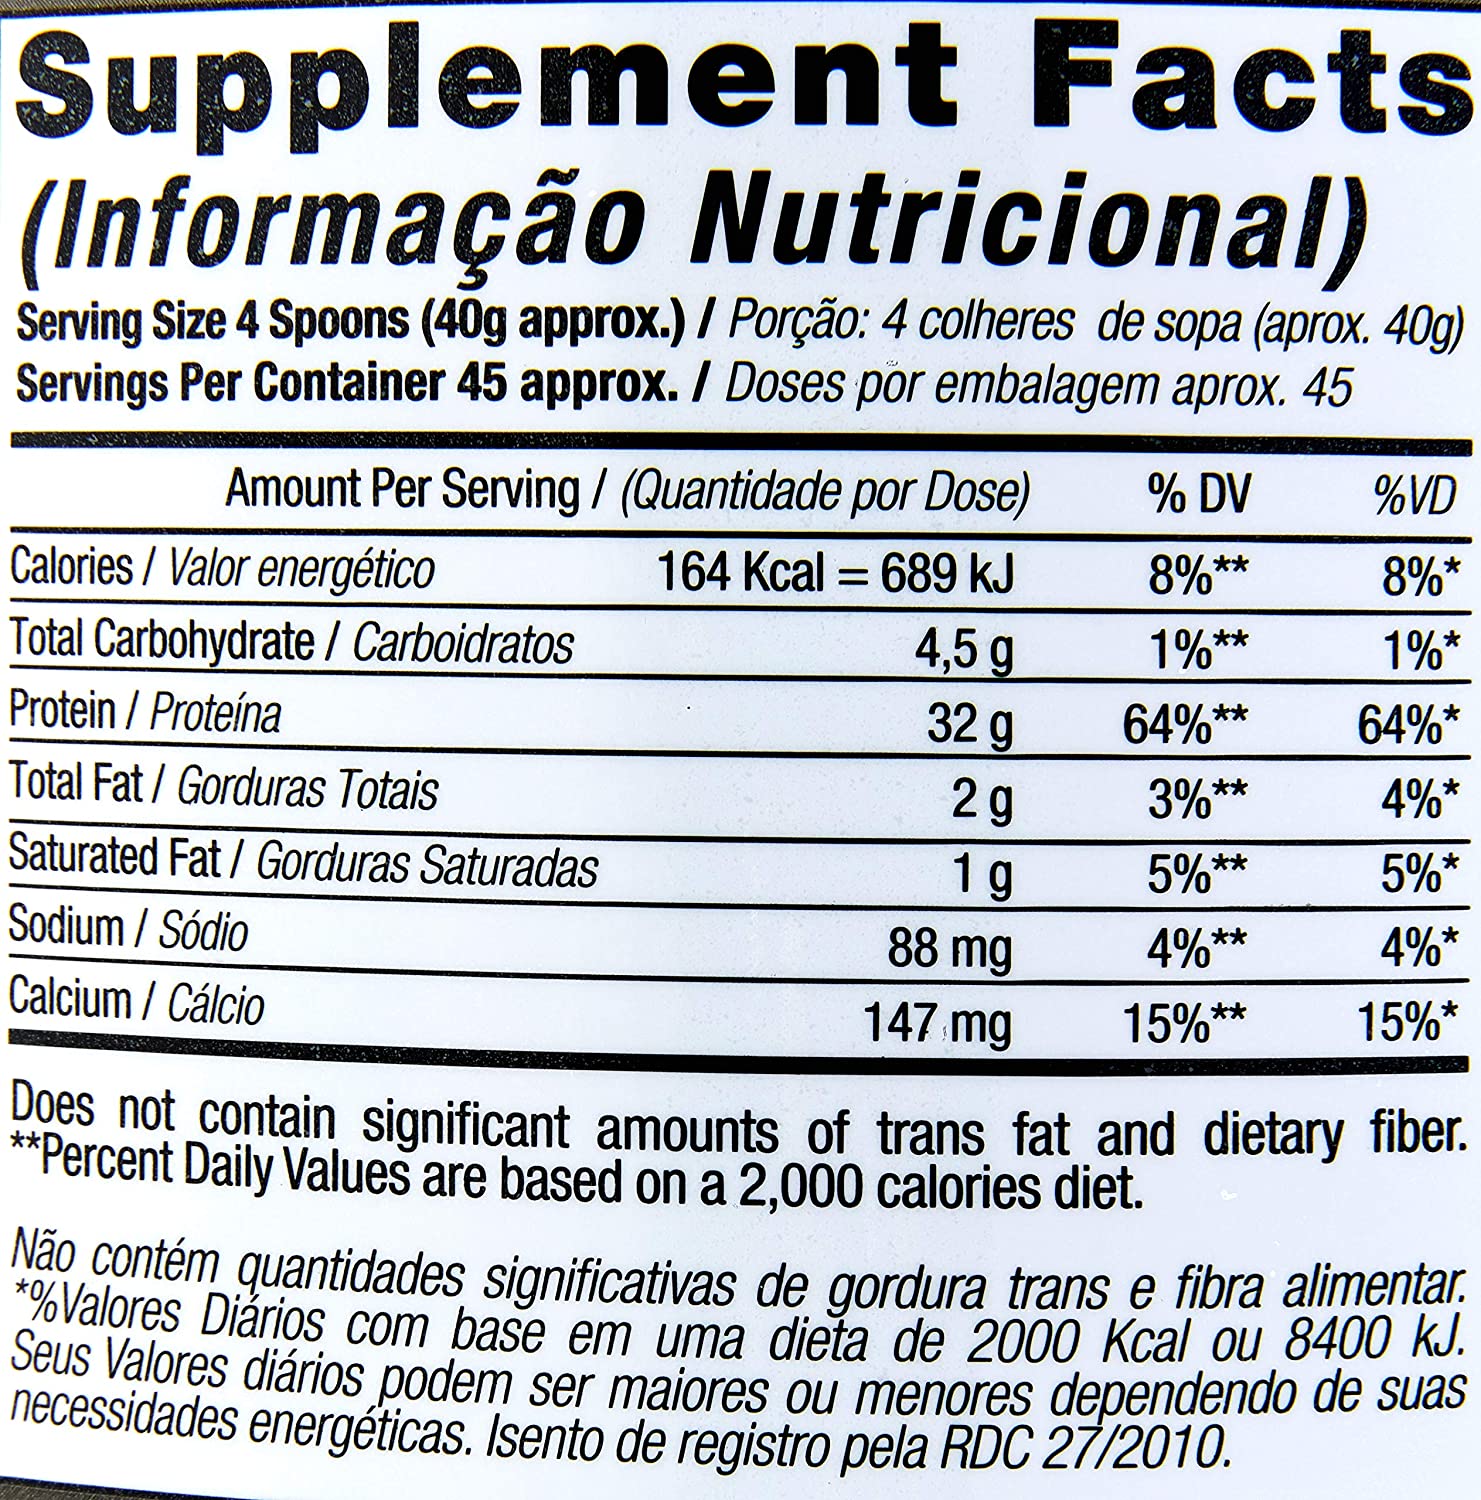 Supplement Facts
(Informação Nutricional)
Serving Size 4 Spoons (40g approx.) / Porção: 4 colheres de sopa (aprox. 40g)
Servings Per Container 45 approx. / Doses por embalagem aprox. 45
Amount Per Serving / (Quantidade por Dose) % DV %VD
Calories / Valor energético 164 Kcal = 689 kJ 8%** 8%*
Total Carbohydrate / Carboidratos 4,5 g 1%** 1%*
Protein / Proteína 32 g 64%** 64%*
Total Fat / Gorduras Totais 2 g 3%** 4%*
Saturated Fat / Gorduras Saturadas 1 g 5%** 5%*
Sodium / Sódio 88 mg 4%** 4%*
Calcium / Cálcio 147 mg 15%** 15%*
Does not contain significant amounts of trans fat and dietary fiber.
**Percent Daily Values are based on a 2,000 calories diet.
Não contém quantidades significativas de gordura trans e fibra alimentar.
*%Valores Diários com base em uma dieta de 2000 Kcal ou 8400 kJ.
Seus Valores diários podem ser maiores ou menores dependendo de suas
necessidades energéticas. Isento de registro pela RDC 27/2010.